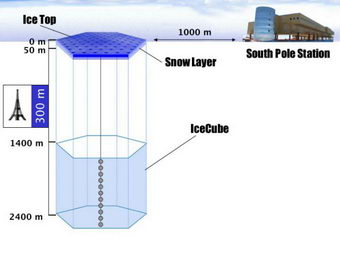 Ice Top
1000 m
0 m
50 m
South Pole Station
Snow Layer
300 m
IceCube
1400 m
2400 m